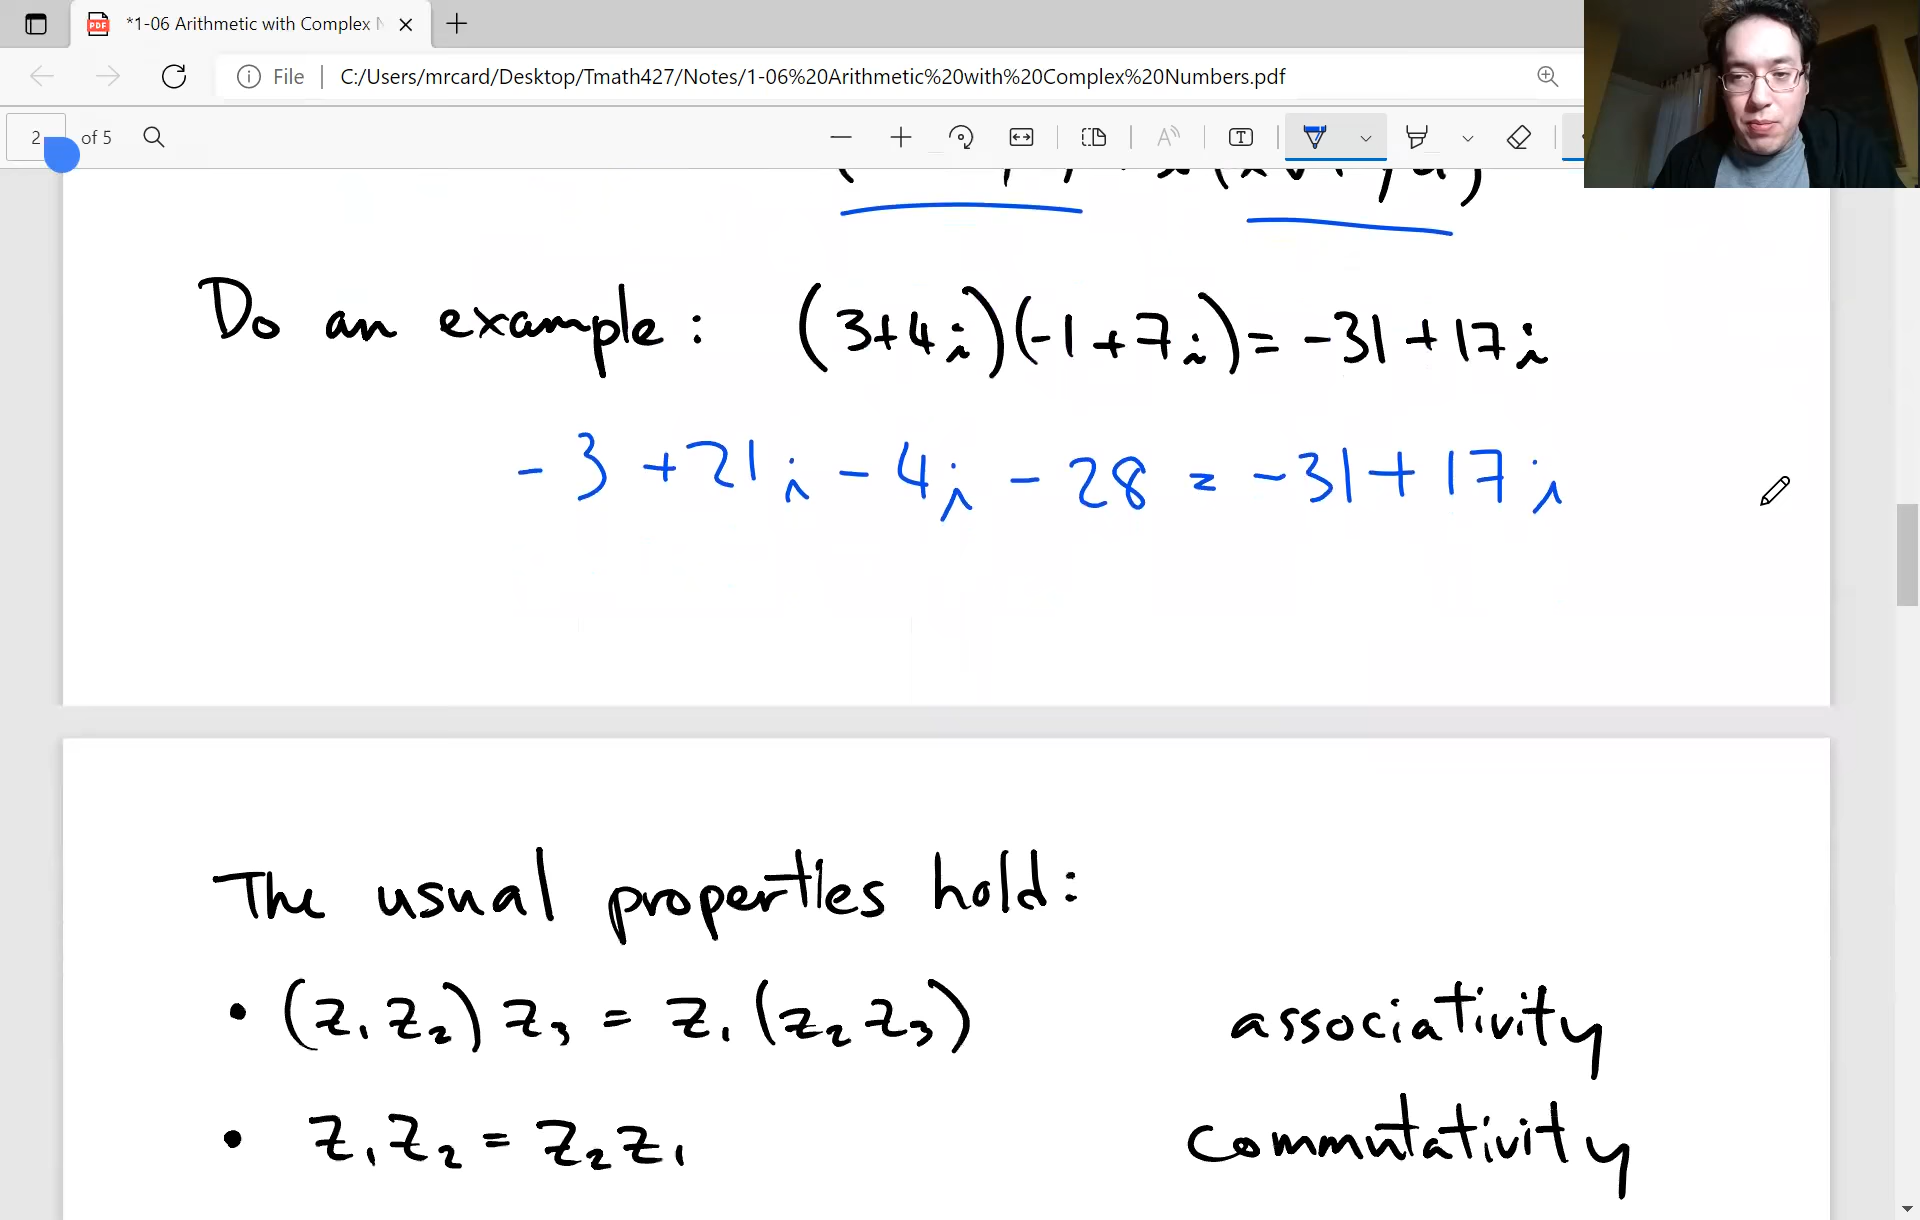 *1-06 Arithmetic with Complex N
File | C:/Users/mrcard/Desktop/Tmath427/Notes/1-06%20Arithmetic%20with%20Complex%20Numbers.pdf
2 of 5
Do an example: (3+4i)(-1+7i)= -31+17i
-3 +21i -4i -28 = -31+17i
The usual properties hold:
• (z₁z₂)z₃ = z₁(z₂z₃) associativity
• z₁z₂ = z₂z₁ commutativity